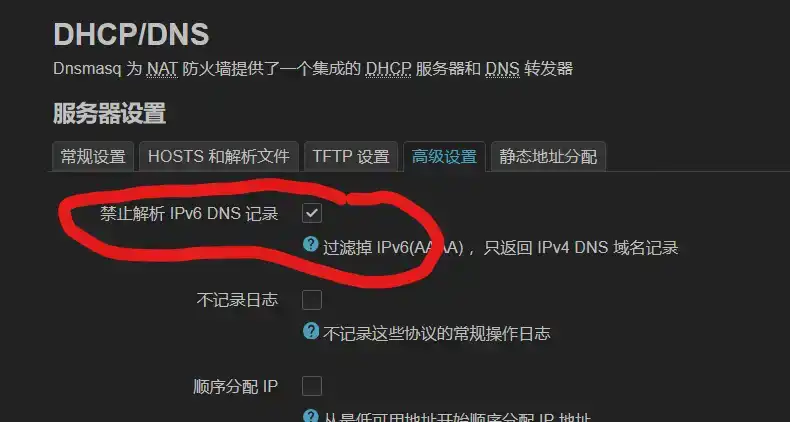 DHCP/DNS
Dnsmasq 为 NAT 防火墙提供了一个集成的 DHCP 服务器和 DNS 转发器
服务器设置
常规设置 HOSTS 和解析文件 TFTP 设置 高级设置 静态地址分配
禁止解析 IPv6 DNS 记录
过滤掉 IPv6(AAAA) ，只返回 IPv4 DNS 域名记录
不记录日志
不记录这些协议的常规操作日志
顺序分配 IP
从最低可用地址开始顺序分配 IP 地址